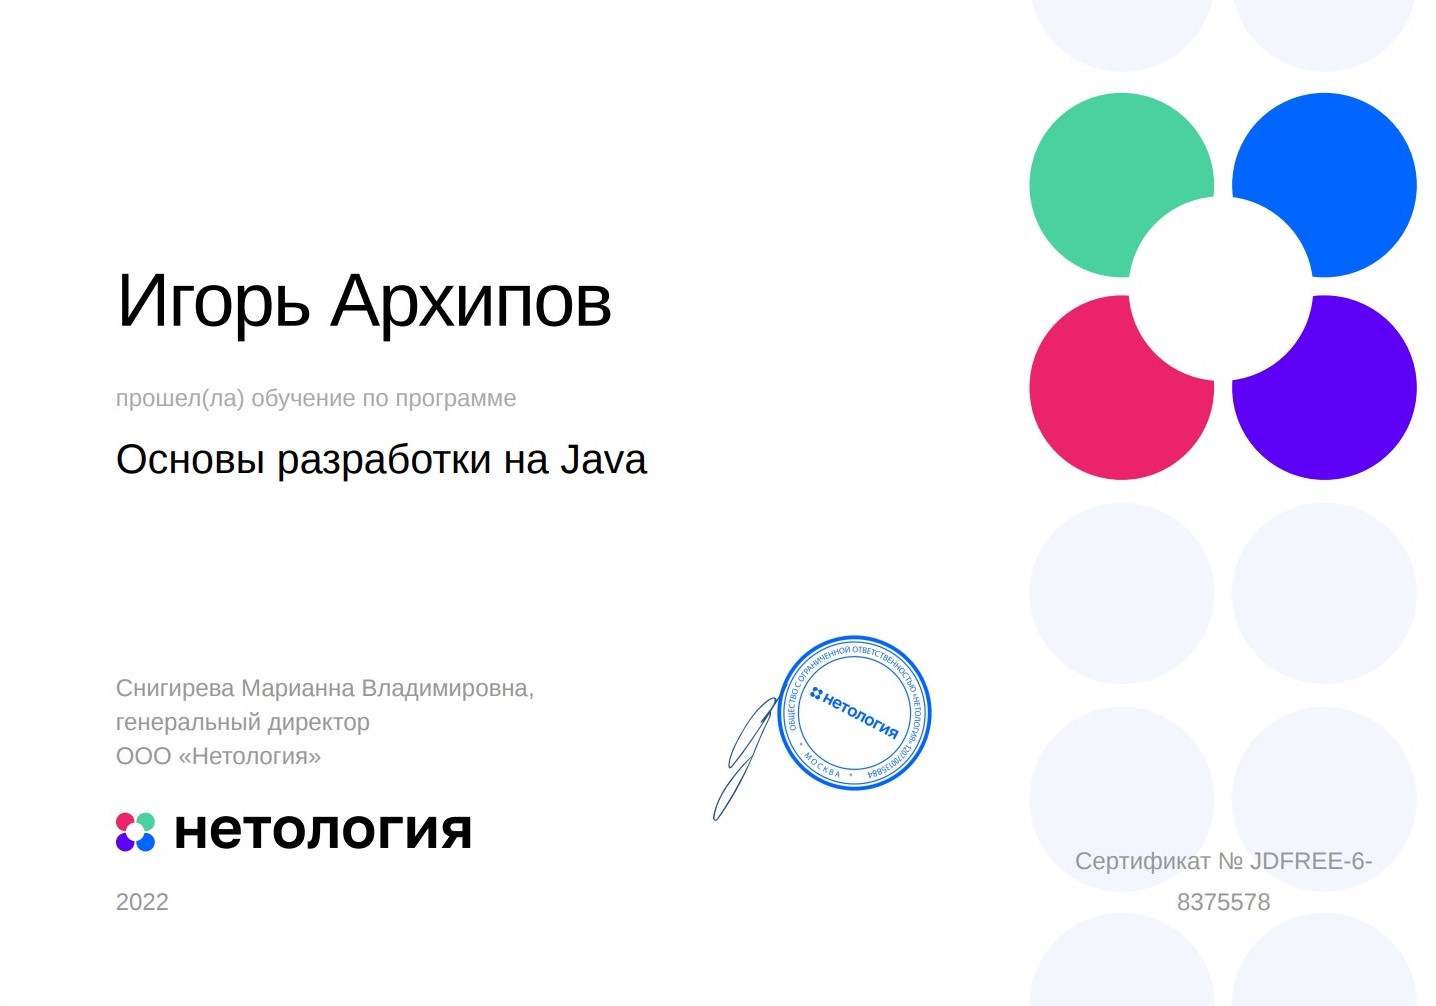 Игорь Архипов
прошел(ла) обучение по программе
Основы разработки на Java
Снигирева Марианна Владимировна,
генеральный директор
ООО «Нетология»
ОБЩЕСТВО С ОГРАНИЧЕННОЙ ОТВЕТСТВЕННОСТЬЮ «НЕТОЛОГИЯ» 1207700135884
* МОСКВА *
нетология
нетология
2022
Сертификат № JDFREE-6-
8375578